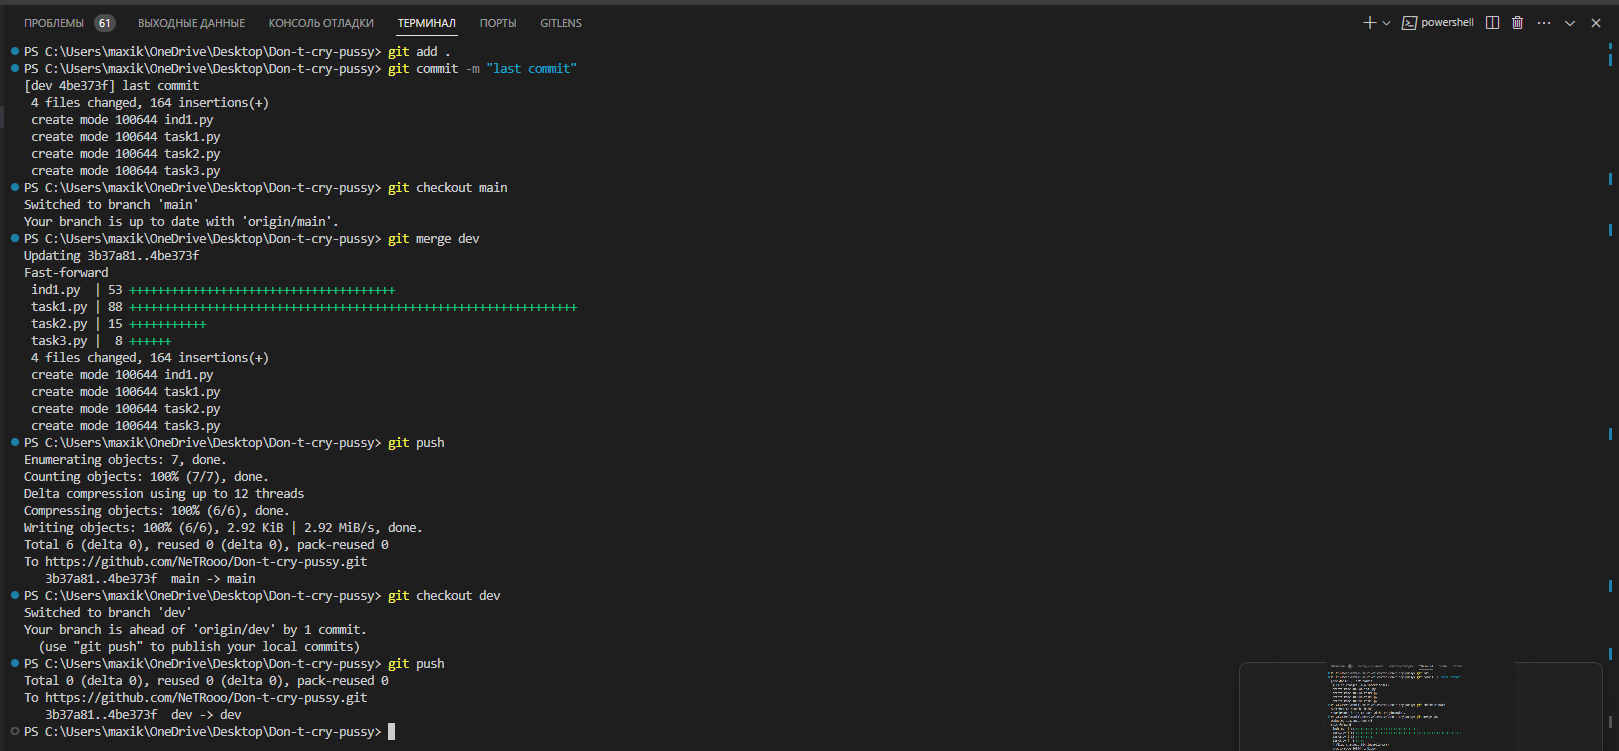 ПРОБЛЕМЫ 61 ВЫХОДНЫЕ ДАННЫЕ КОНСОЛЬ ОТЛАДКИ ТЕРМИНАЛ ПОРТЫ GITLENS powershell
PS C:\Users\maxik\OneDrive\Desktop\Don-t-cry-pussy> git add .
PS C:\Users\maxik\OneDrive\Desktop\Don-t-cry-pussy> git commit -m "last commit"
[dev 4be373f] last commit
 4 files changed, 164 insertions(+)
 create mode 100644 ind1.py
 create mode 100644 task1.py
 create mode 100644 task2.py
 create mode 100644 task3.py
PS C:\Users\maxik\OneDrive\Desktop\Don-t-cry-pussy> git checkout main
Switched to branch 'main'
Your branch is up to date with 'origin/main'.
PS C:\Users\maxik\OneDrive\Desktop\Don-t-cry-pussy> git merge dev
Updating 3b37a81..4be373f
Fast-forward
 ind1.py  | 53 ++++++++++++++++++++++++++++++++++++++
 task1.py | 88 ++++++++++++++++++++++++++++++++++++++++++++++++++++++++++++++++
 task2.py | 15 +++++++++++
 task3.py |  8 ++++++
 4 files changed, 164 insertions(+)
 create mode 100644 ind1.py
 create mode 100644 task1.py
 create mode 100644 task2.py
 create mode 100644 task3.py
PS C:\Users\maxik\OneDrive\Desktop\Don-t-cry-pussy> git push
Enumerating objects: 7, done.
Counting objects: 100% (7/7), done.
Delta compression using up to 12 threads
Compressing objects: 100% (6/6), done.
Writing objects: 100% (6/6), 2.92 KiB | 2.92 MiB/s, done.
Total 6 (delta 0), reused 0 (delta 0), pack-reused 0
To https://github.com/NeTRooo/Don-t-cry-pussy.git
   3b37a81..4be373f  main -> main
PS C:\Users\maxik\OneDrive\Desktop\Don-t-cry-pussy> git checkout dev
Switched to branch 'dev'
Your branch is ahead of 'origin/dev' by 1 commit.
  (use "git push" to publish your local commits)
PS C:\Users\maxik\OneDrive\Desktop\Don-t-cry-pussy> git push
Total 0 (delta 0), reused 0 (delta 0), pack-reused 0
To https://github.com/NeTRooo/Don-t-cry-pussy.git
   3b37a81..4be373f  dev -> dev
PS C:\Users\maxik\OneDrive\Desktop\Don-t-cry-pussy>